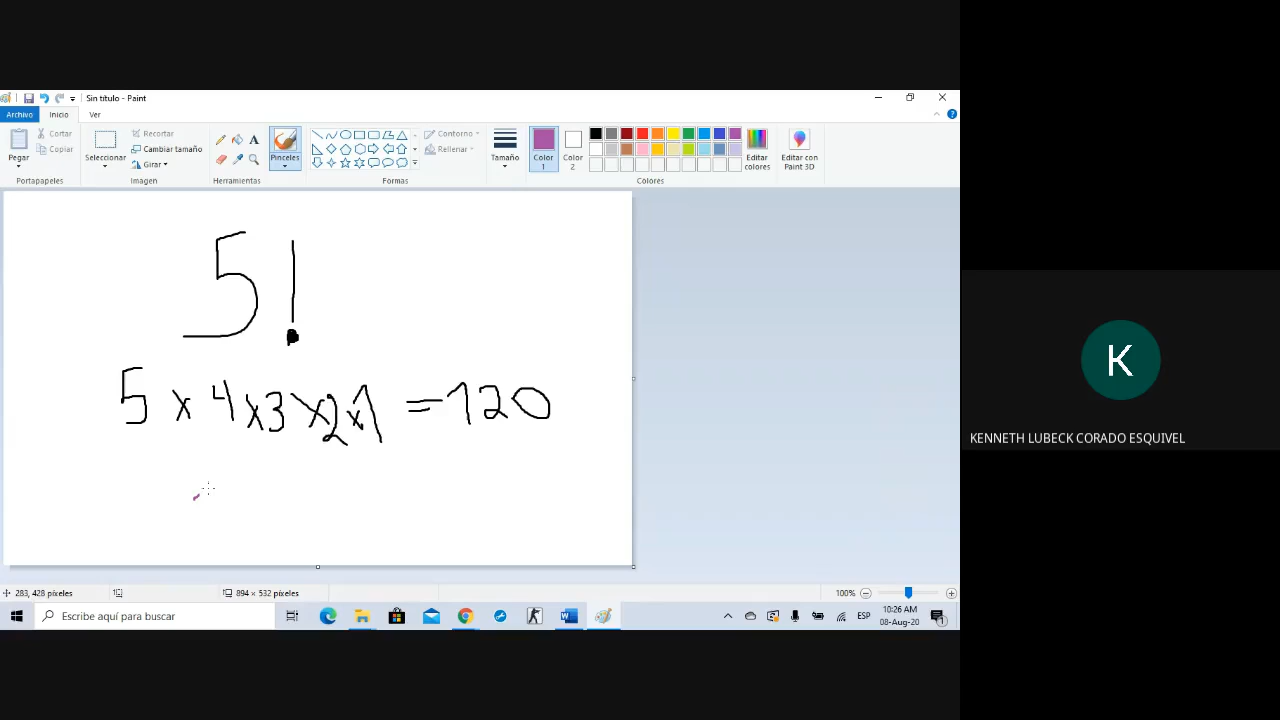 Sin título - Paint
Archivo Inicio Ver
Pegar
Cortar
Copiar
Portapapeles
Seleccionar
Recortar
Cambiar tamaño
Girar
Imagen
A
Herramientas
Pinceles
Contorno
Rellenar
Formas
Tamaño
Color 1
Color 2
Colores
Editar colores
Editar con Paint 3D
5!
5 x 4 x 3 x 2 x 1 = 120
K
KENNETH LUBECK CORADO ESQUIVEL
283, 428 píxeles
894 × 532 píxeles
100%
Escribe aquí para buscar
ESP
10:26 AM
08-Aug-20
1